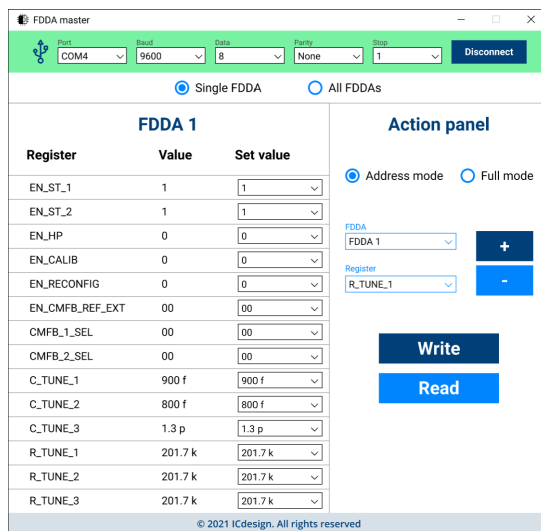 FDDA master
Port Baud Data Parity Stop
COM4 9600 8 None 1 Disconnect
Single FDDA All FDDAs
FDDA 1
Register Value Set value
EN_ST_1 1 1
EN_ST_2 1 1
EN_HP 0 0
EN_CALIB 0 0
EN_RECONFIG 0 0
EN_CMFB_REF_EXT 00 00
CMFB_1_SEL 00 00
CMFB_2_SEL 00 00
C_TUNE_1 900 f 900 f
C_TUNE_2 800 f 800 f
C_TUNE_3 1.3 p 1.3 p
R_TUNE_1 201.7 k 201.7 k
R_TUNE_2 201.7 k 201.7 k
R_TUNE_3 201.7 k 201.7 k
Action panel
Address mode Full mode
FDDA
FDDA 1
+
Register
R_TUNE_1
-
Write
Read
© 2021 ICdesign. All rights reserved